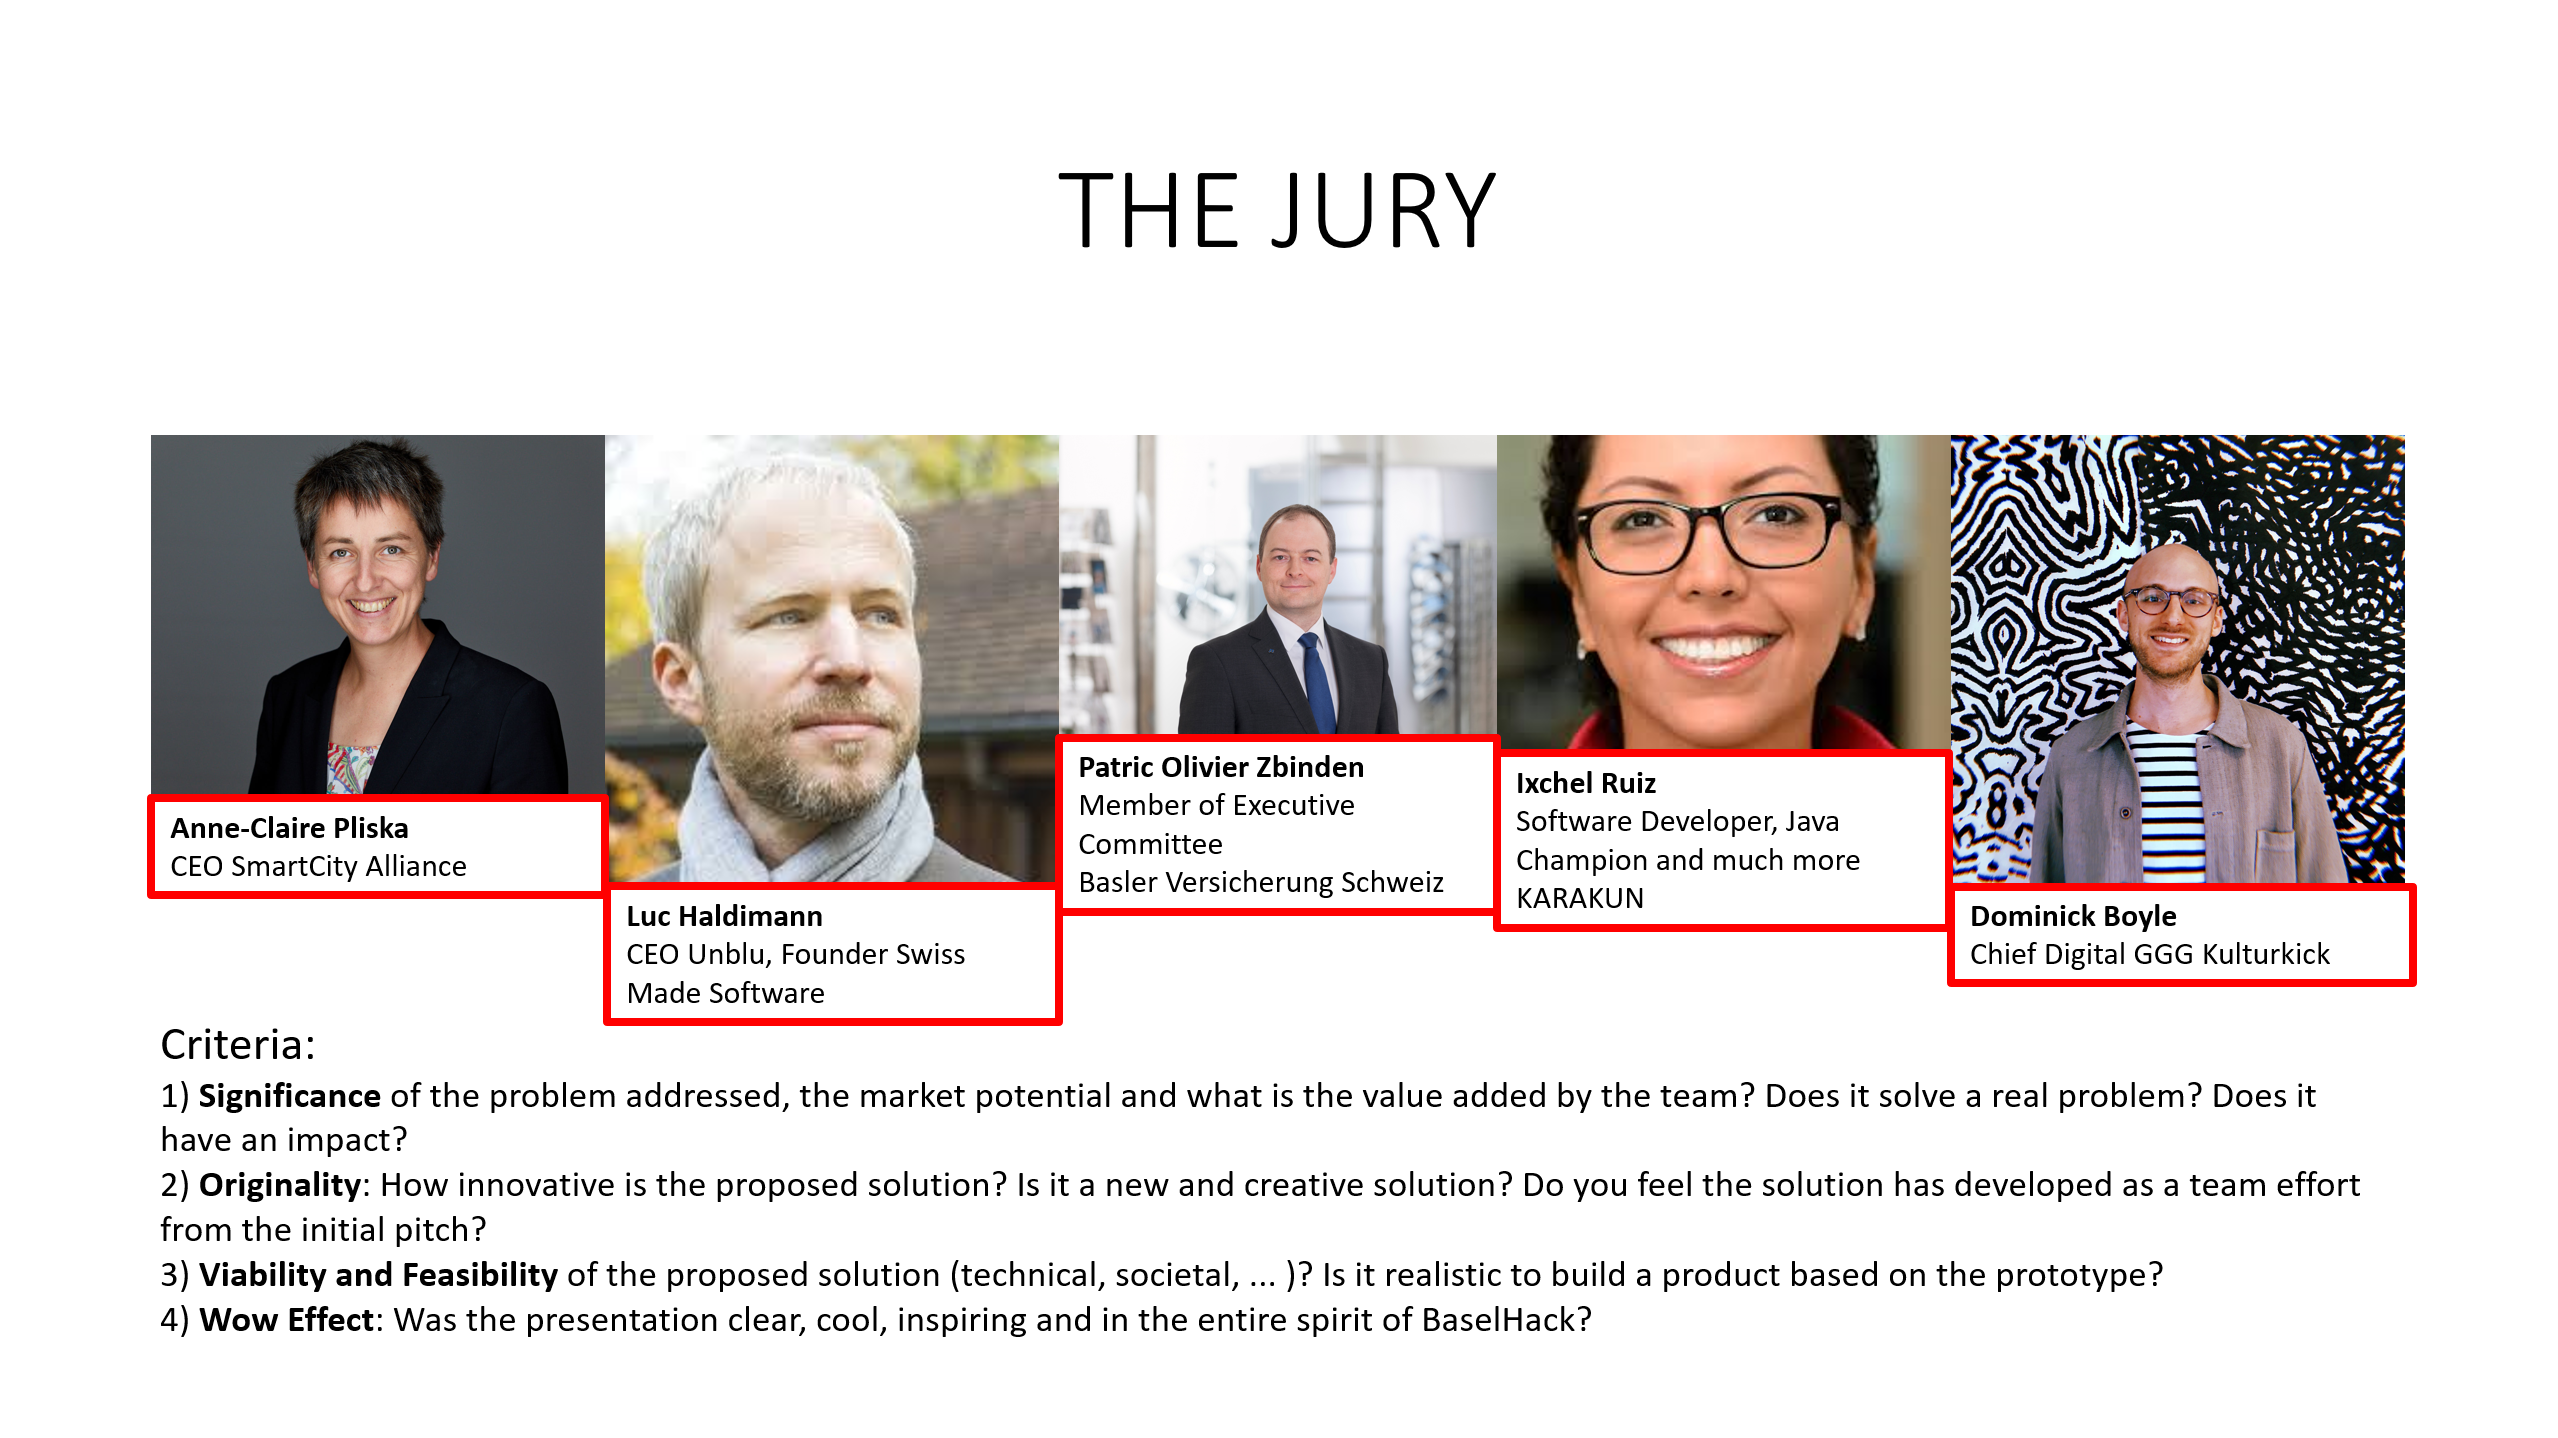 THE JURY
Anne-Claire Pliska
CEO SmartCity Alliance
Luc Haldimann
CEO Unblu, Founder Swiss
Made Software
Patric Olivier Zbinden
Member of Executive
Committee
Basler Versicherung Schweiz
Ixchel Ruiz
Software Developer, Java
Champion and much more
KARAKUN
Dominick Boyle
Chief Digital GGG Kulturkick
Criteria:
1) Significance of the problem addressed, the market potential and what is the value added by the team? Does it solve a real problem? Does it
have an impact?
2) Originality: How innovative is the proposed solution? Is it a new and creative solution? Do you feel the solution has developed as a team effort
from the initial pitch?
3) Viability and Feasibility of the proposed solution (technical, societal, ... )? Is it realistic to build a product based on the prototype?
4) Wow Effect: Was the presentation clear, cool, inspiring and in the entire spirit of BaselHack?